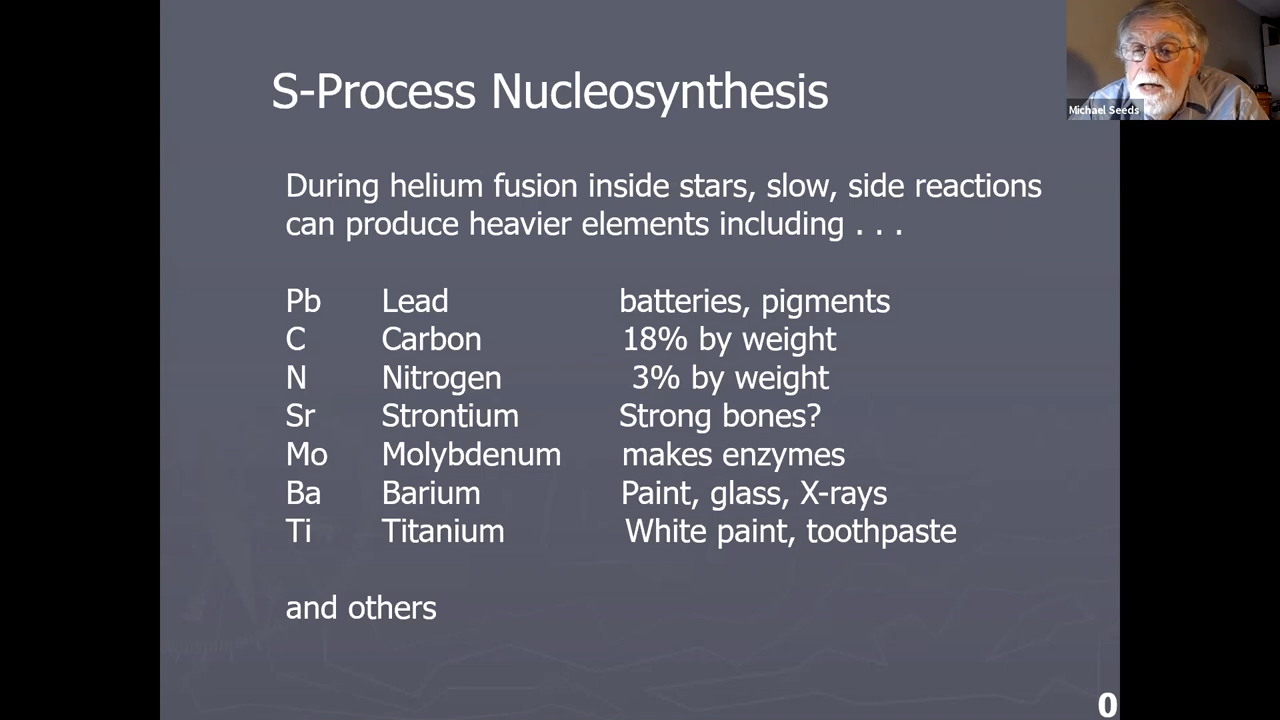 S-Process Nucleosynthesis
Michael Seeds
During helium fusion inside stars, slow, side reactions
can produce heavier elements including . . .
Pb Lead batteries, pigments
C Carbon 18% by weight
N Nitrogen 3% by weight
Sr Strontium Strong bones?
Mo Molybdenum makes enzymes
Ba Barium Paint, glass, X-rays
Ti Titanium White paint, toothpaste
and others
0